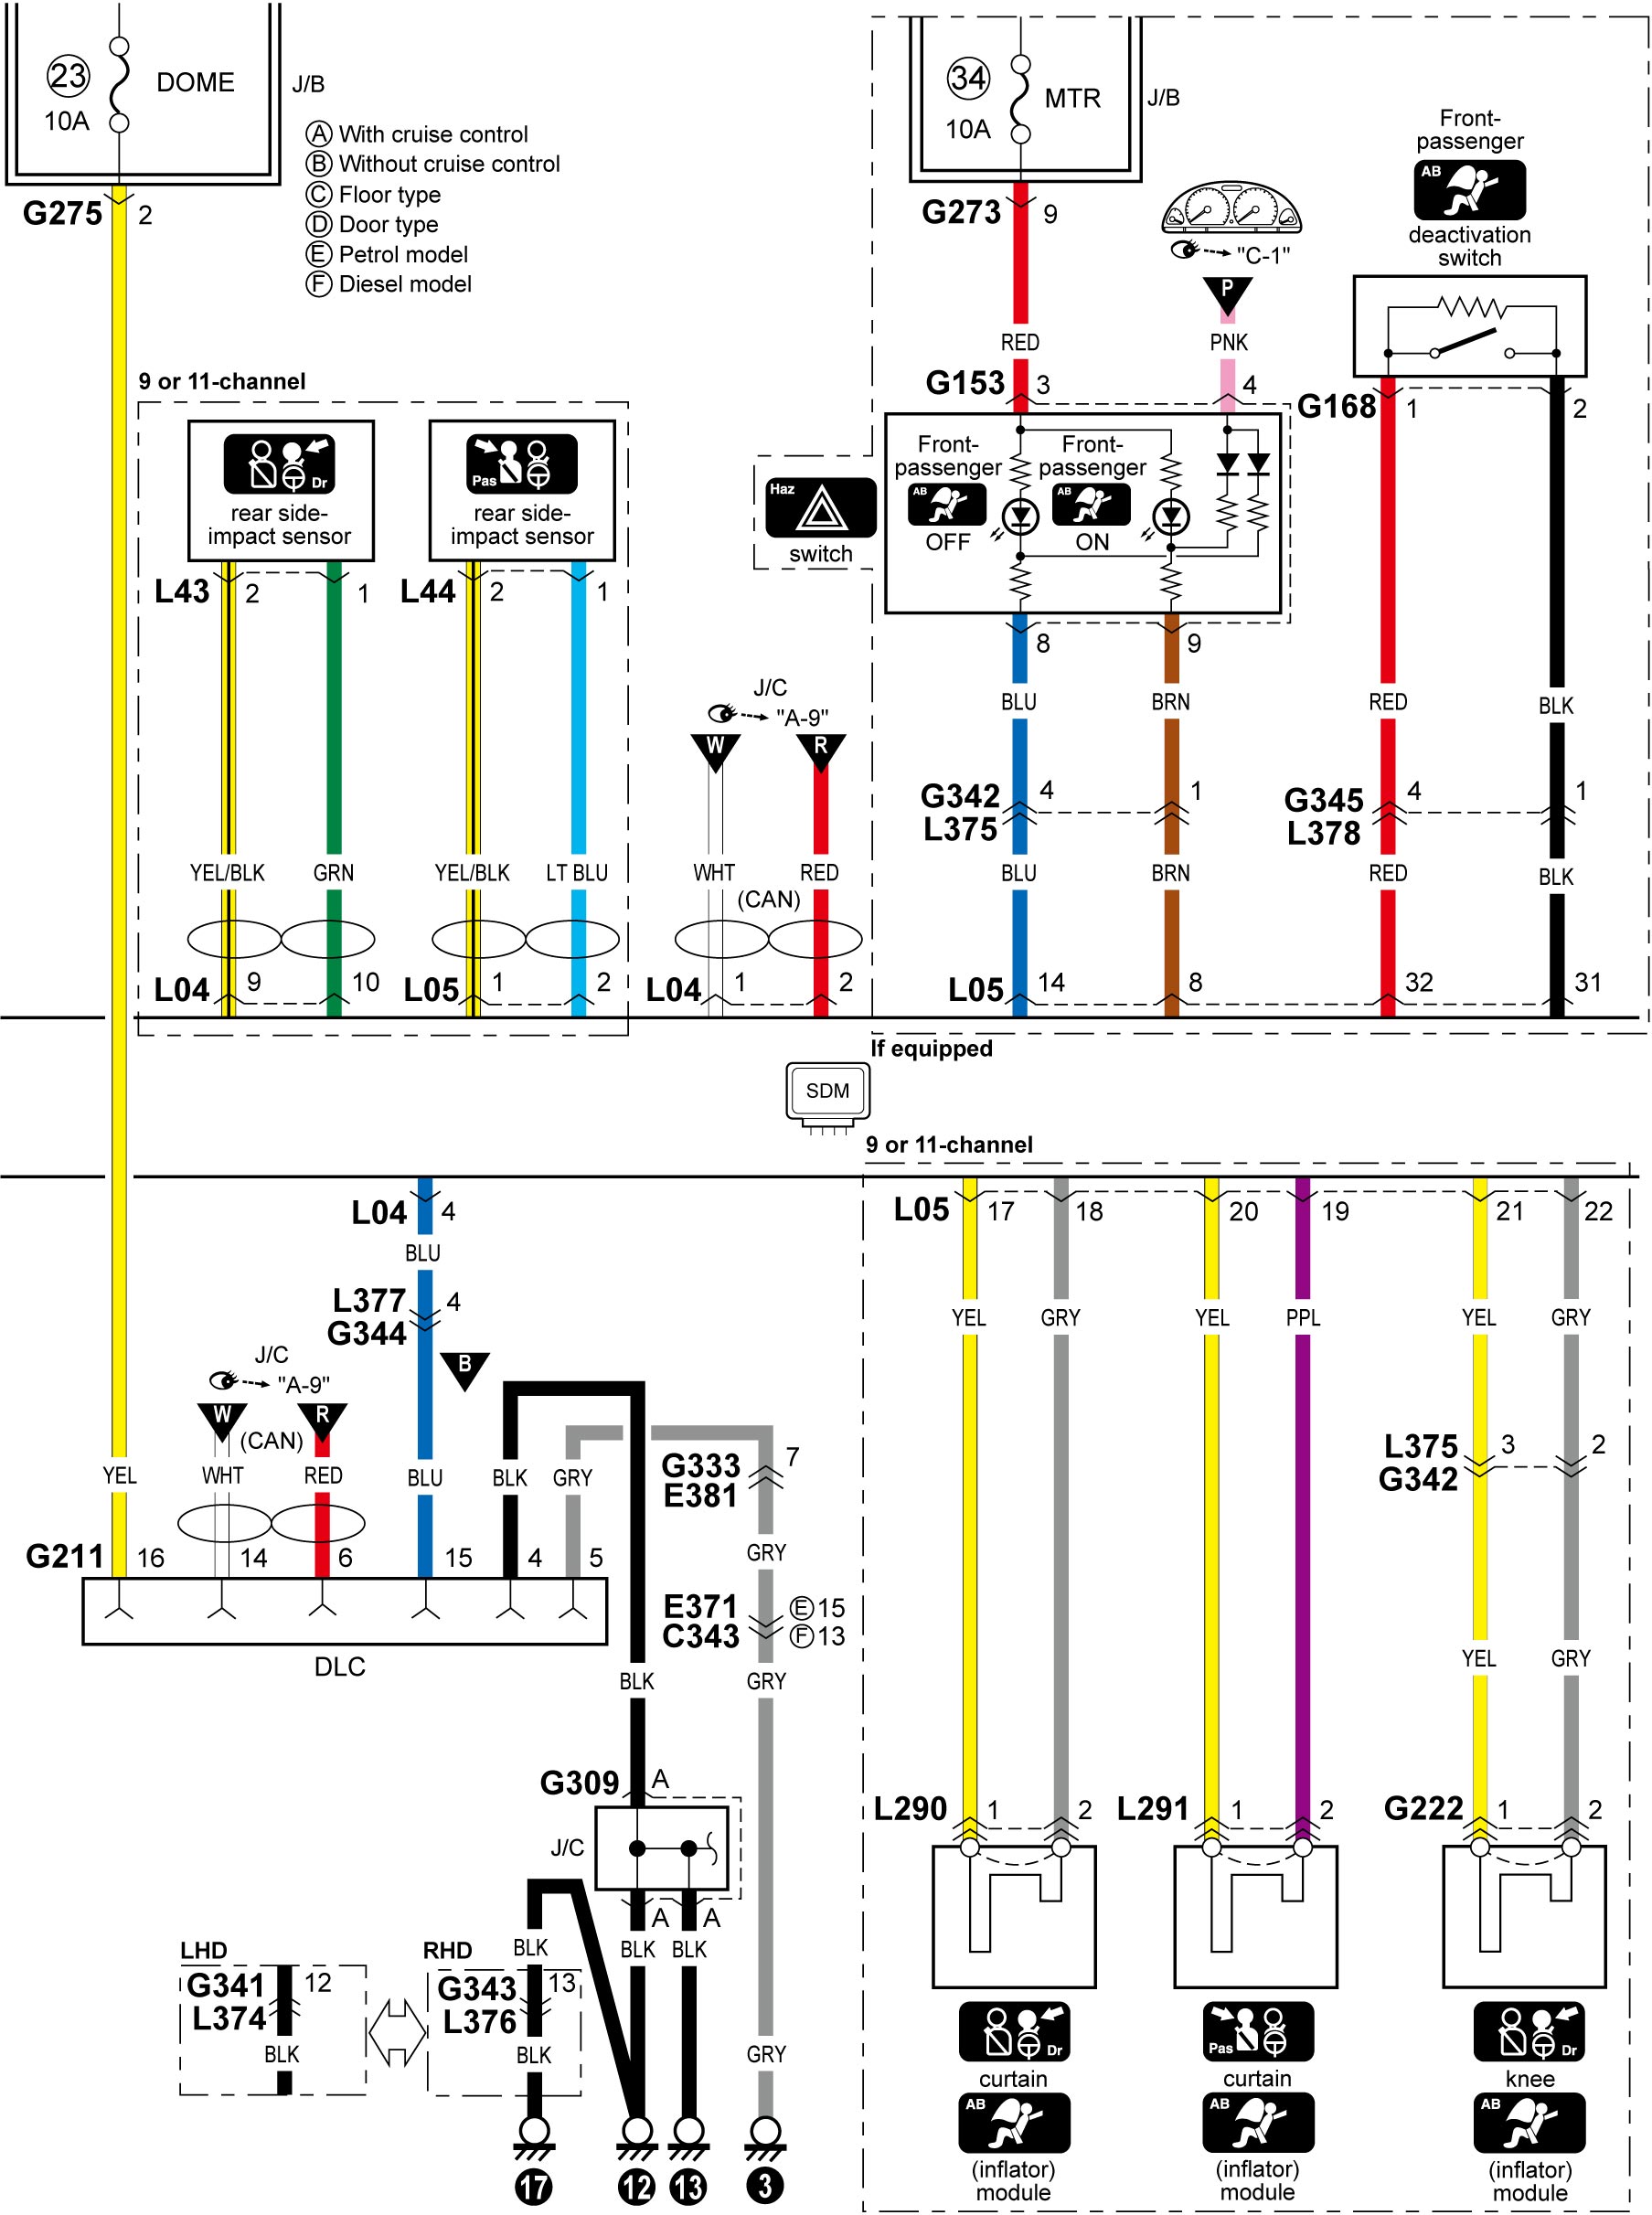 23
10A
DOME
J/B
G275
2
A With cruise control
B Without cruise control
C Floor type
D Door type
E Petrol model
F Diesel model
34
10A
MTR
J/B
G273
9
"C-1"
P
RED
PNK
G153
3
4
Front-
passenger
AB
deactivation
switch
G168
1
2
9 or 11-channel
Dr
rear side-
impact sensor
Pas
rear side-
impact sensor
L43
2
1
L44
2
1
Haz
switch
Front-
passenger
AB
OFF
Front-
passenger
AB
ON
8
9
BLU
BRN
RED
BLK
J/C
"A-9"
W
R
G342
L375
4
1
G345
L378
4
1
YEL/BLK
GRN
YEL/BLK
LT BLU
WHT
RED
(CAN)
BLU
BRN
RED
BLK
L04
9
10
L05
1
2
L04
1
2
L05
14
8
32
31
If equipped
SDM
9 or 11-channel
L04
4
BLU
L377
G344
4
B
J/C
"A-9"
W
R
(CAN)
YEL
WHT
RED
BLU
BLK
GRY
G333
E381
7
GRY
G211
16
14
6
15
4
5
DLC
E371
C343
E 15
F 13
BLK
GRY
G309
A
J/C
A
A
BLK
BLK
BLK
LHD
G341
L374
12
BLK
RHD
G343
L376
13
BLK
GRY
17
12
13
3
L05
17
18
20
19
21
22
YEL
GRY
YEL
PPL
YEL
GRY
L375
G342
3
2
YEL
GRY
L290
1
2
L291
1
2
G222
1
2
Dr
curtain
AB
(inflator)
module
Pas
curtain
AB
(inflator)
module
Dr
knee
AB
(inflator)
module